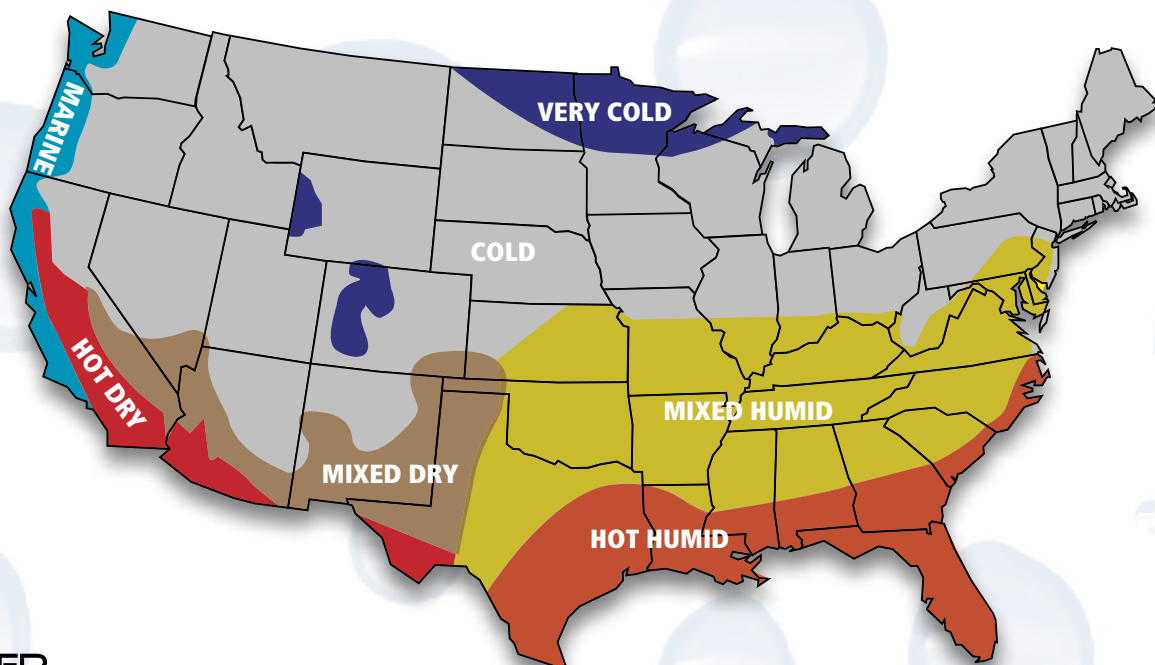 MARINE
VERY COLD
COLD
HOT DRY
MIXED HUMID
MIXED DRY
HOT HUMID